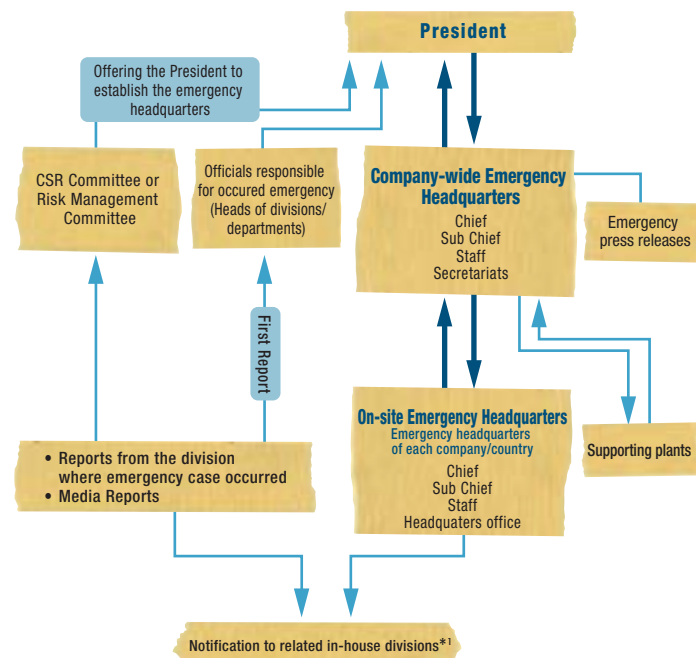 President
Offering the President to
establish the emergency
headquarters
CSR Committee or
Risk Management
Committee
Officials responsible
for occured emergency
(Heads of divisions/
departments)
Company-wide Emergency
Headquarters
Chief
Sub Chief
Staff
Secretariats
Emergency
press releases
First Report
On-site Emergency Headquarters
Emergency headquarters
of each company/country
Chief
Sub Chief
Staff
Headquaters office
Supporting plants
• Reports from the division
where emergency case occurred
• Media Reports
Notification to related in-house divisions*1